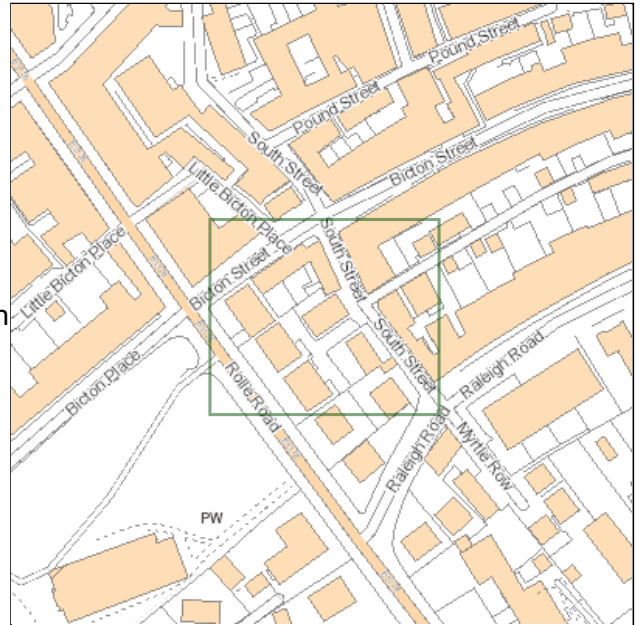 Pound Street
Pound Street
South Street
Bicton Street
Little Bicton Place
South Street
Little Bicton Place
Bicton Street
South Street
Raleigh Road
Bicton Place
Rolle Road
Raleigh Road
Myrtle Row
PW
n